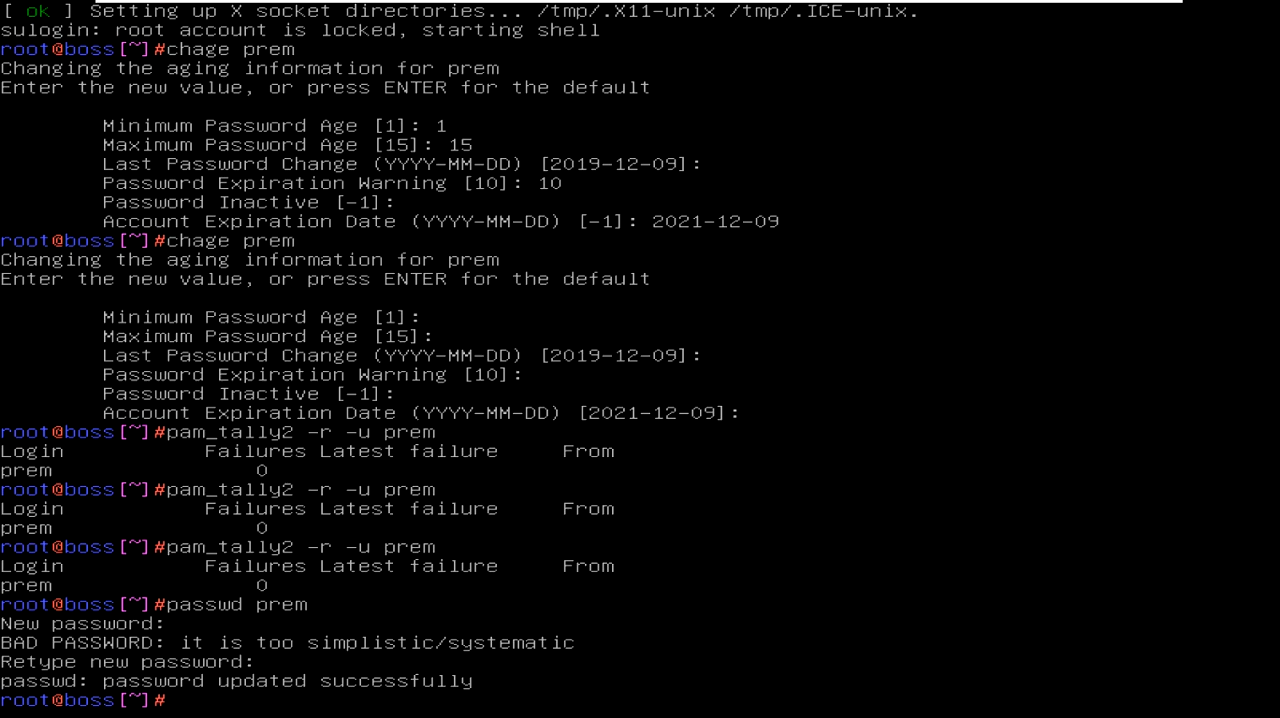 [ ok ] Setting up X socket directories... /tmp/.X11-unix /tmp/.ICE-unix.
sulogin: root account is locked, starting shell
root@boss[~]#chage prem
Changing the aging information for prem
Enter the new value, or press ENTER for the default
Minimum Password Age [1]: 1
Maximum Password Age [15]: 15
Last Password Change (YYYY-MM-DD) [2019-12-09]:
Password Expiration Warning [10]: 10
Password Inactive [-1]:
Account Expiration Date (YYYY-MM-DD) [-1]: 2021-12-09
root@boss[~]#chage prem
Changing the aging information for prem
Enter the new value, or press ENTER for the default
Minimum Password Age [1]:
Maximum Password Age [15]:
Last Password Change (YYYY-MM-DD) [2019-12-09]:
Password Expiration Warning [10]:
Password Inactive [-1]:
Account Expiration Date (YYYY-MM-DD) [2021-12-09]:
root@boss[~]#pam_tally2 -r -u prem
Login Failures Latest failure From
prem 0
root@boss[~]#pam_tally2 -r -u prem
Login Failures Latest failure From
prem 0
root@boss[~]#pam_tally2 -r -u prem
Login Failures Latest failure From
prem 0
root@boss[~]#passwd prem
New password:
BAD PASSWORD: it is too simplistic/systematic
Retype new password:
passwd: password updated successfully
root@boss[~]#